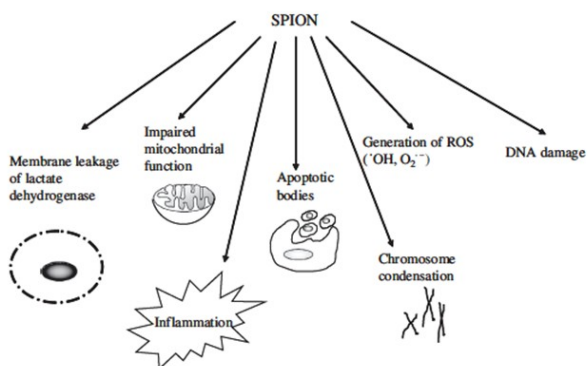 SPION
Membrane leakage
of lactate
dehydrogenase
Impaired
mitochondrial
function
Inflammation
Apoptotic
bodies
Chromosome
condensation
Generation of ROS
(˙OH, O₂˙⁻)
DNA damage